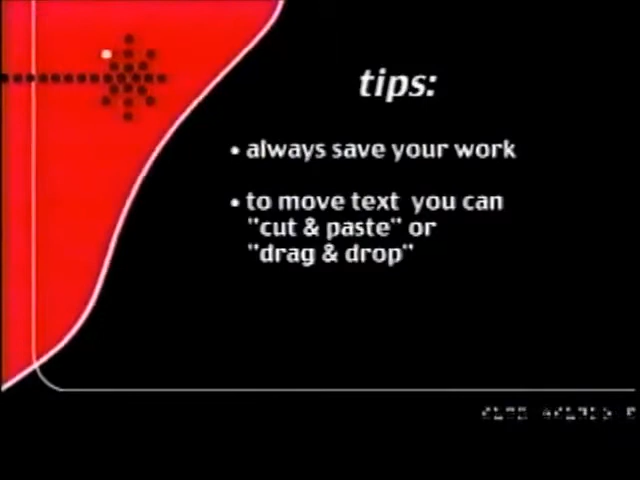 tips:
• always save your work
• to move text you can
"cut & paste" or
"drag & drop"